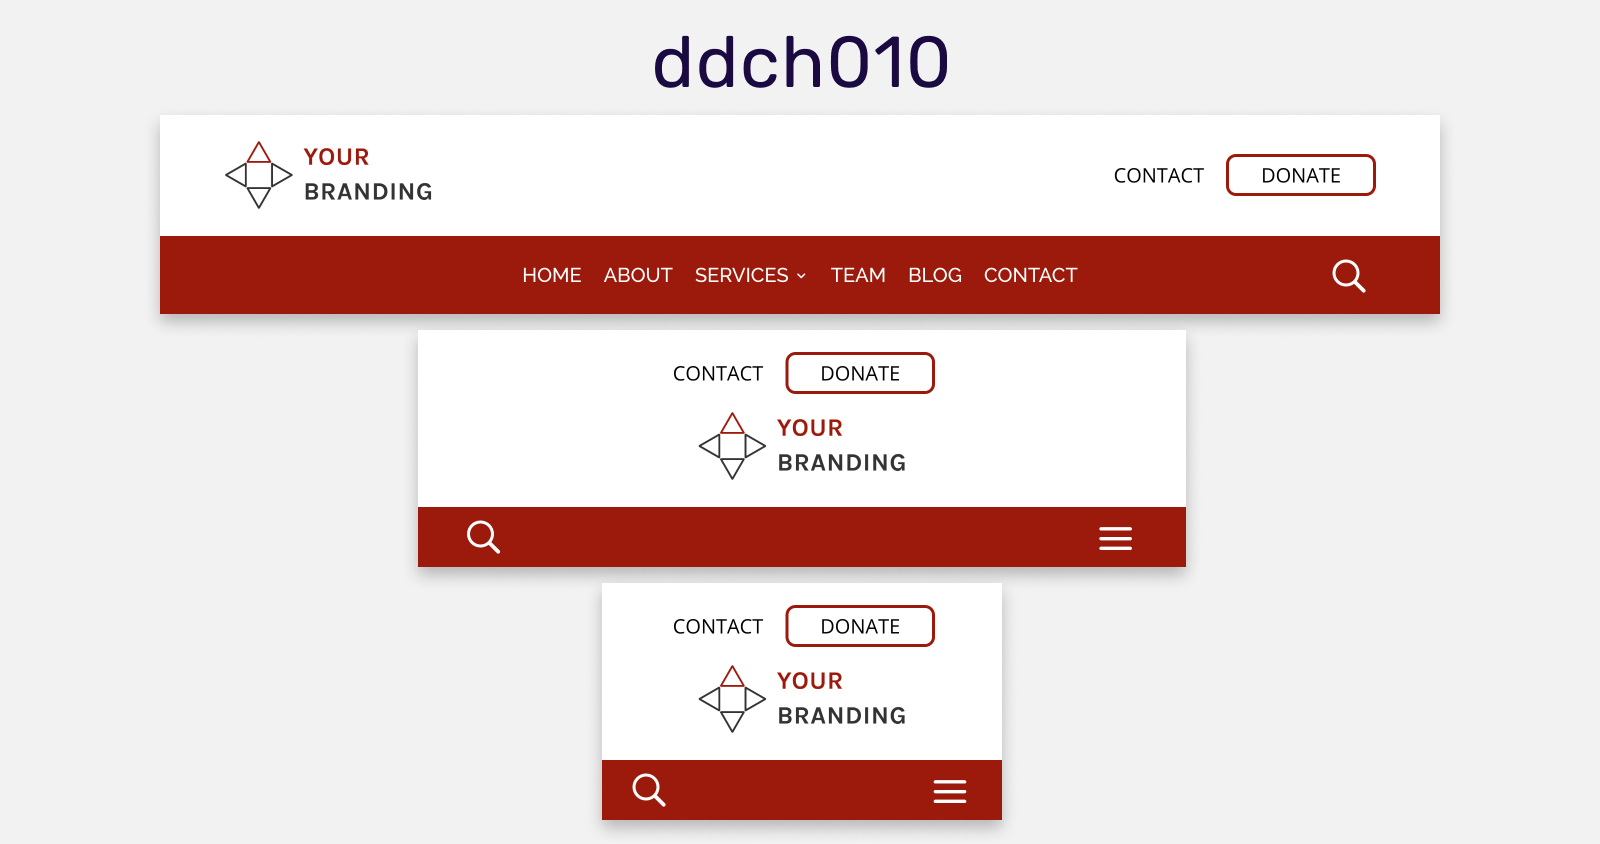 ddch010
YOUR
BRANDING
CONTACT DONATE
HOME ABOUT SERVICES TEAM BLOG CONTACT
CONTACT DONATE
YOUR
BRANDING
CONTACT DONATE
YOUR
BRANDING